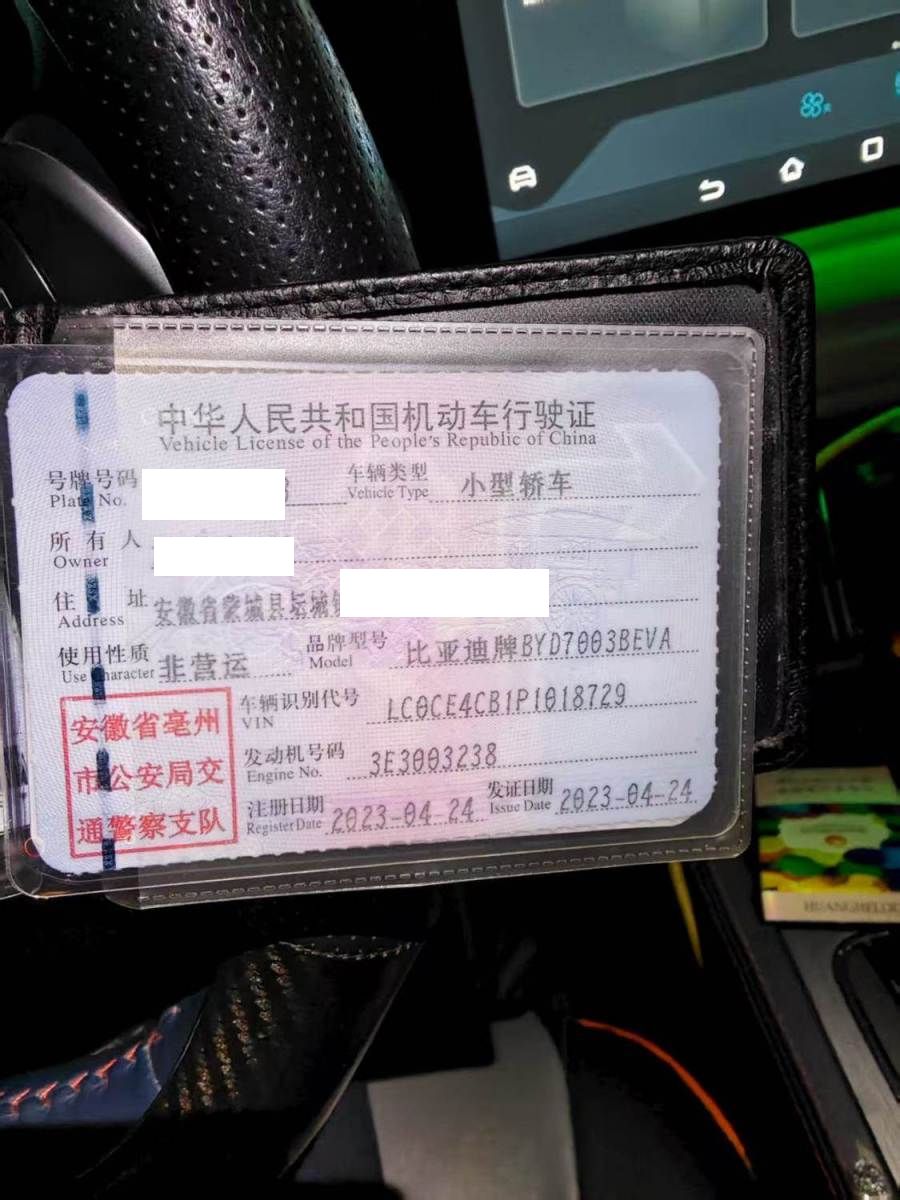 中华人民共和国机动车行驶证
Vehicle License of the People's Republic of China
号牌号码 车辆类型 小型轿车
Plate No. Vehicle Type
所有人
Owner
住址 安徽省蒙城县坛城镇
Address
使用性质 非营运 品牌型号 比亚迪牌BYD7003BEVA
Use Character Model
安徽省亳州
市公安局交
通警察支队
车辆识别代号 LC0CE4CB1P1018729
VIN
发动机号码 3E3003238
Engine No.
注册日期 2023-04-24 发证日期 2023-04-24
Register Date Issue Date